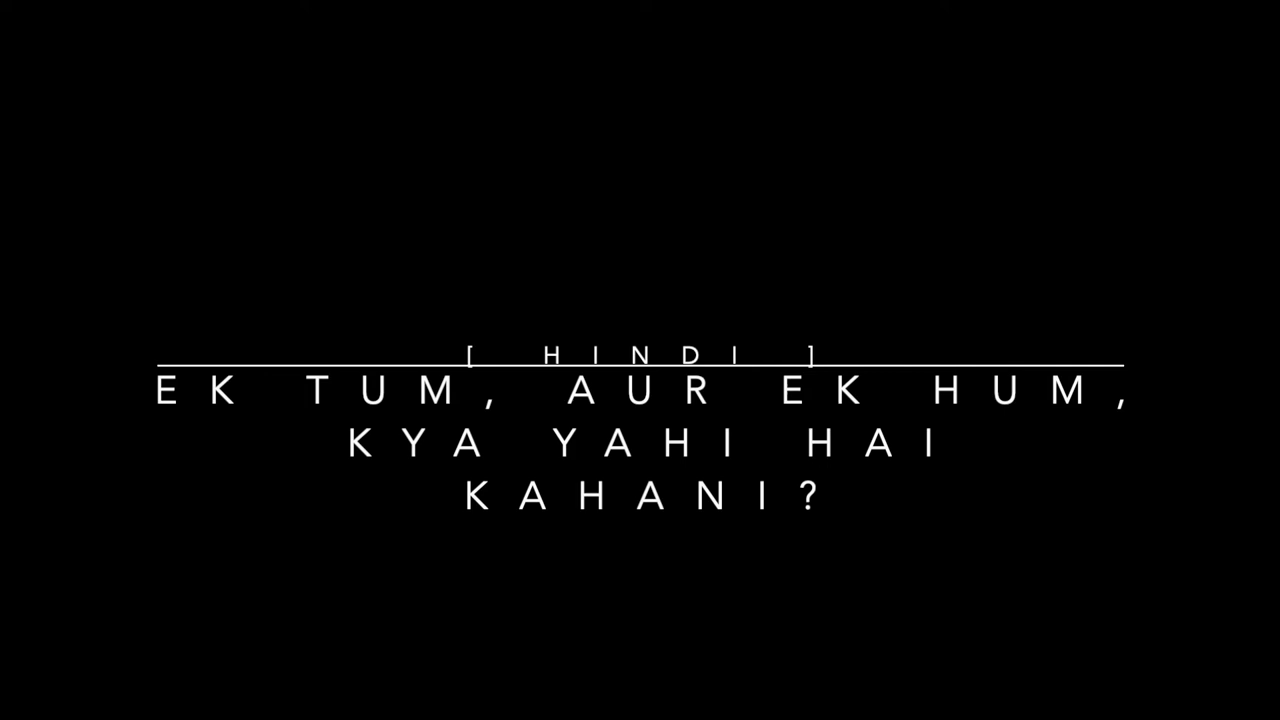 [ HINDI ]
EK TUM, AUR EK HUM,
KYA YAHI HAI
KAHANI?